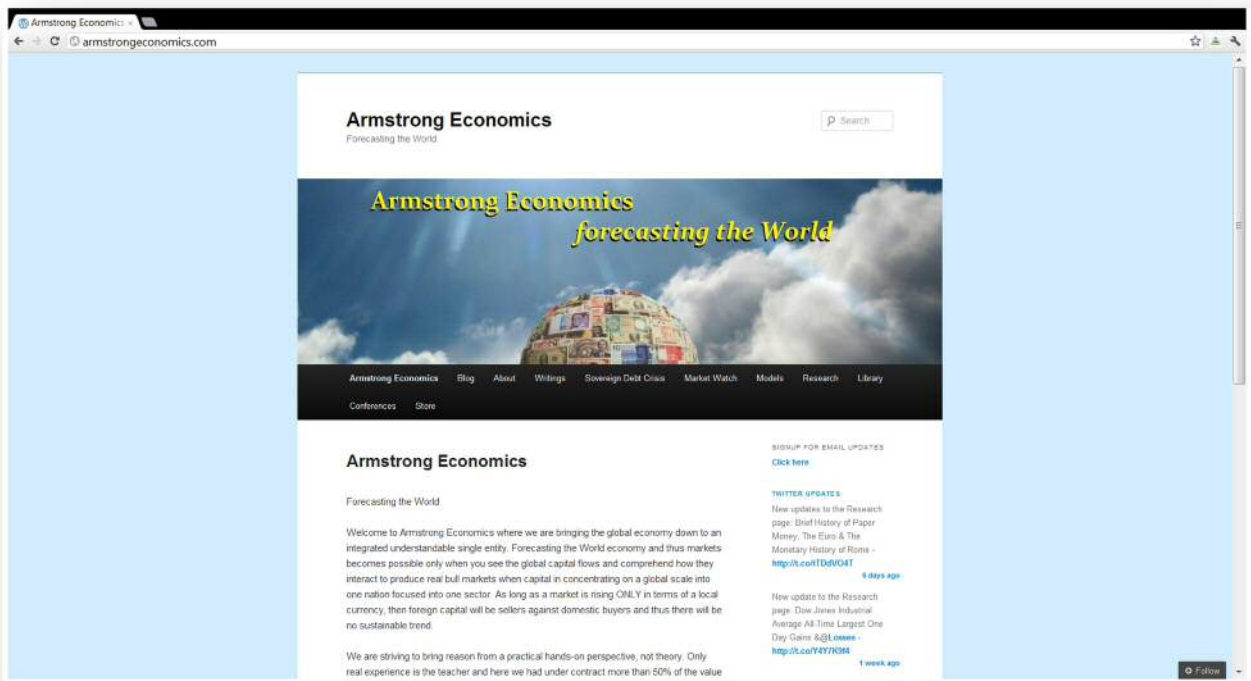 Armstrong Economics
armstrongeconomics.com
Armstrong Economics
Forecasting the World
Search
Armstrong Economics
forecasting the World
Armstrong Economics Blog About Writings Sovereign Debt Crisis Market Watch Models Research Library
Conferences Store
Armstrong Economics
Forecasting the World
Welcome to Armstrong Economics where we are bringing the global economy down to an
integrated understandable single entity. Forecasting the World economy and thus markets
becomes possible only when you see the global capital flows and comprehend how they
interact to produce real bull markets when capital in concentrating on a global scale into
one nation focused into one sector. As long as a market is rising ONLY in terms of a local
currency, then foreign capital will be sellers against domestic buyers and thus there will be
no sustainable trend.
We are striving to bring reason from a practical hands-on perspective, not theory. Only
real experience is the teacher and here we had under contract more than 50% of the value
SIGNUP FOR EMAIL UPDATES
Click here
TWITTER UPDATES
New updates to the Research
page: Brief History of Paper
Money, The Euro & The
Monetary History of Rome -
http://t.co/tTDdVO4T
6 days ago
New update to the Research
page: Dow Jones Industrial
Average All-Time Largest One
Day Gains &@Losses -
http://t.co/Y4Y7K9f4
1 week ago
Follow